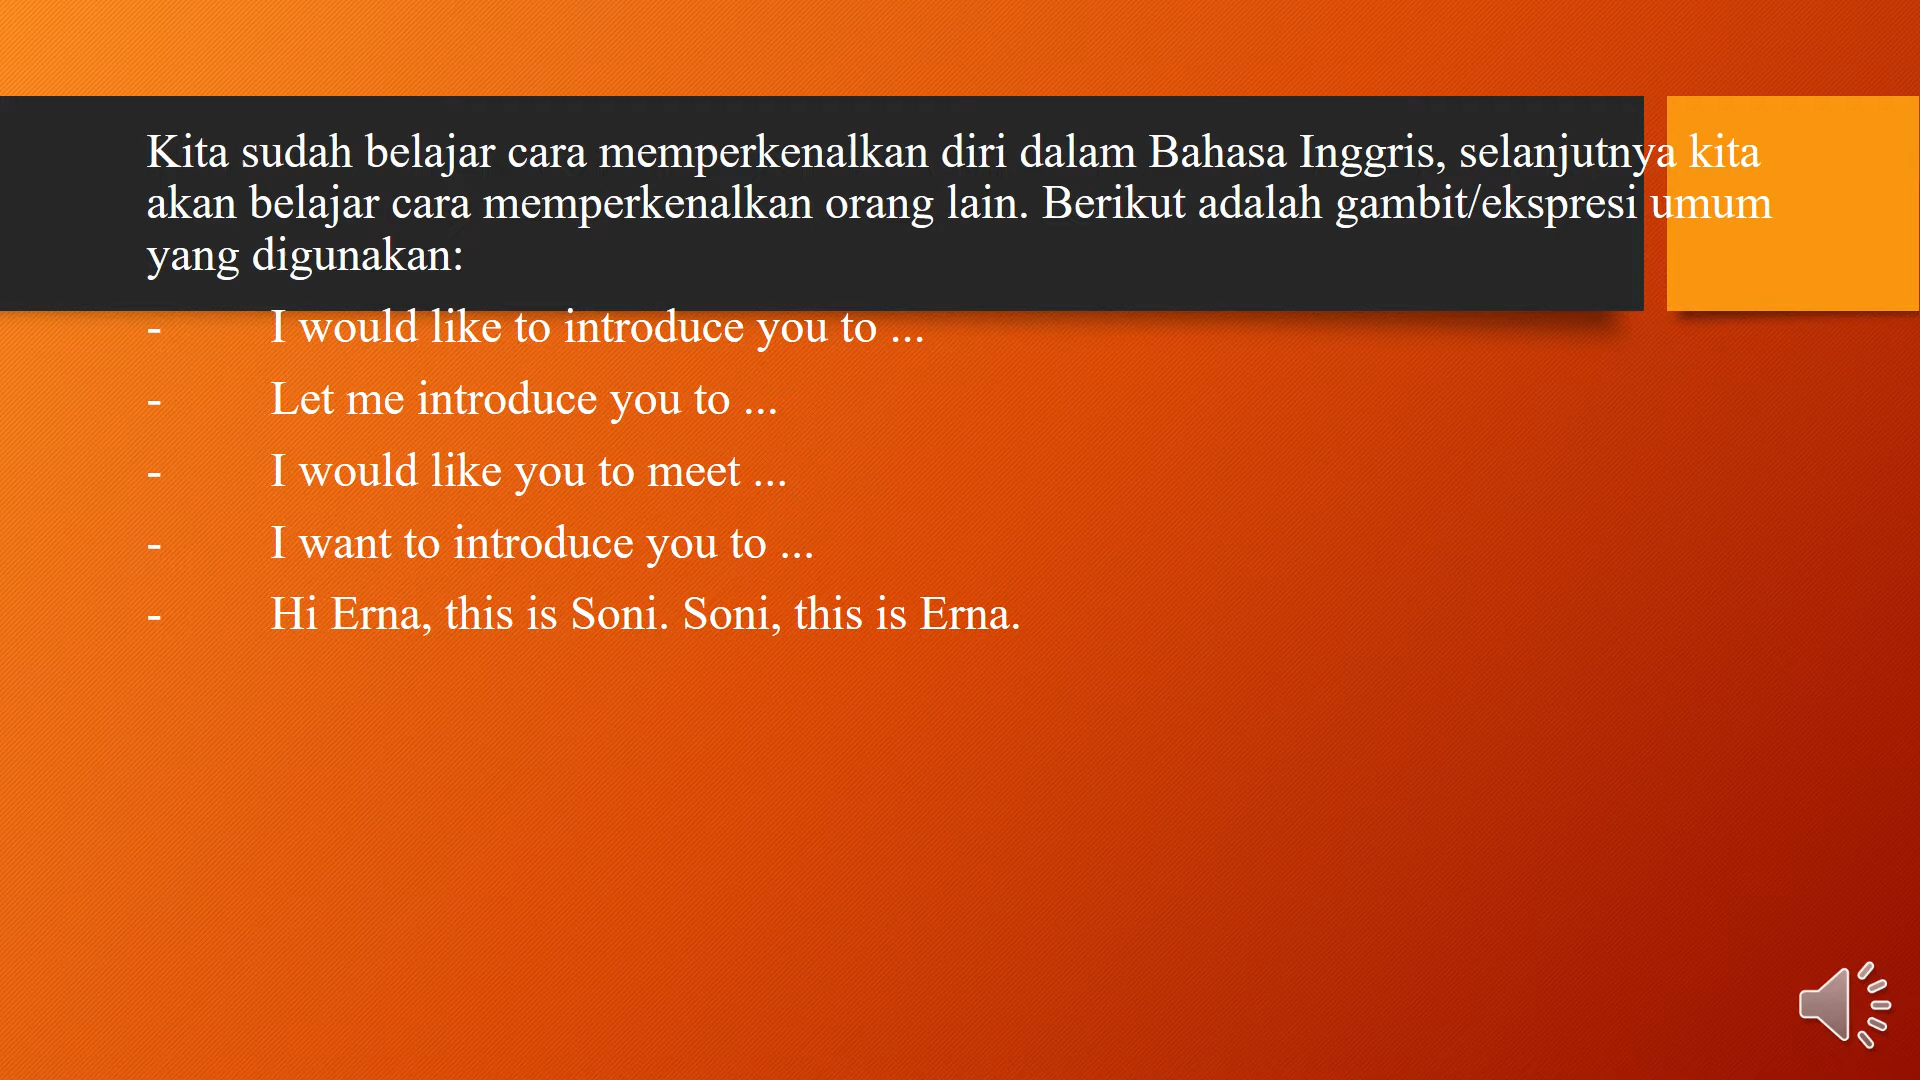 Kita sudah belajar cara memperkenalkan diri dalam Bahasa Inggris, selanjutnya kita
akan belajar cara memperkenalkan orang lain. Berikut adalah gambit/ekspresi umum
yang digunakan:
- I would like to introduce you to ...
- Let me introduce you to ...
- I would like you to meet ...
- I want to introduce you to ...
- Hi Erna, this is Soni. Soni, this is Erna.